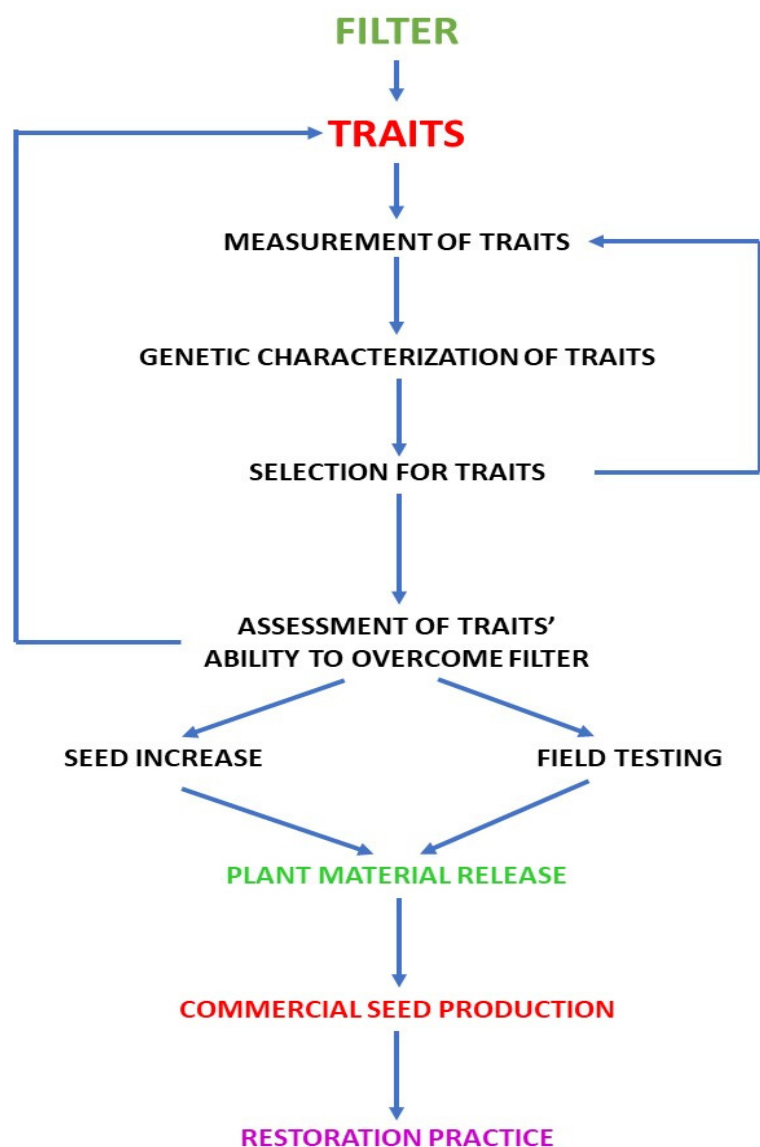 FILTER
TRAITS
MEASUREMENT OF TRAITS
GENETIC CHARACTERIZATION OF TRAITS
SELECTION FOR TRAITS
ASSESSMENT OF TRAITS’
ABILITY TO OVERCOME FILTER
SEED INCREASE
FIELD TESTING
PLANT MATERIAL RELEASE
COMMERCIAL SEED PRODUCTION
RESTORATION PRACTICE